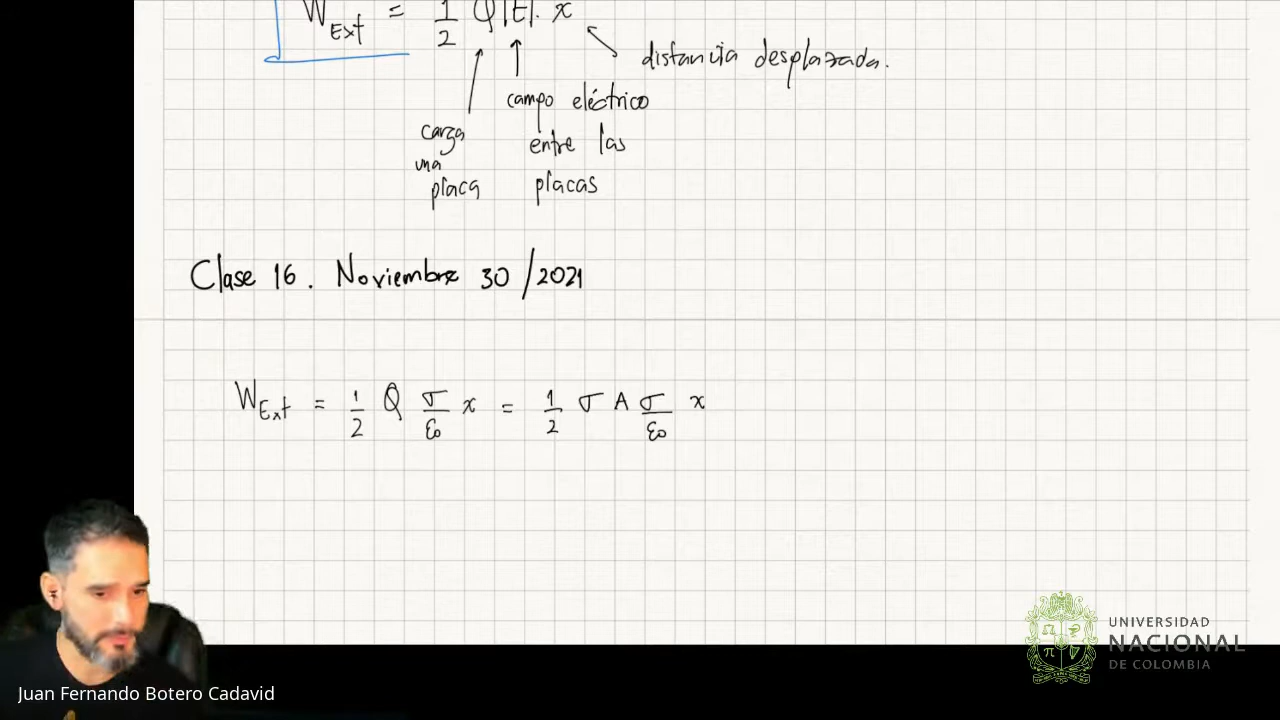 W_Ext = 1/2 Q|E|. x
distancia desplazada.
campo eléctrico
entre las
placas
carga
una
placa
Clase 16. Noviembre 30/2021
W_Ext = 1/2 Q σ/ε₀ x = 1/2 σ A σ/ε₀ x
Juan Fernando Botero Cadavid
UNIVERSIDAD
NACIONAL
DE COLOMBIA